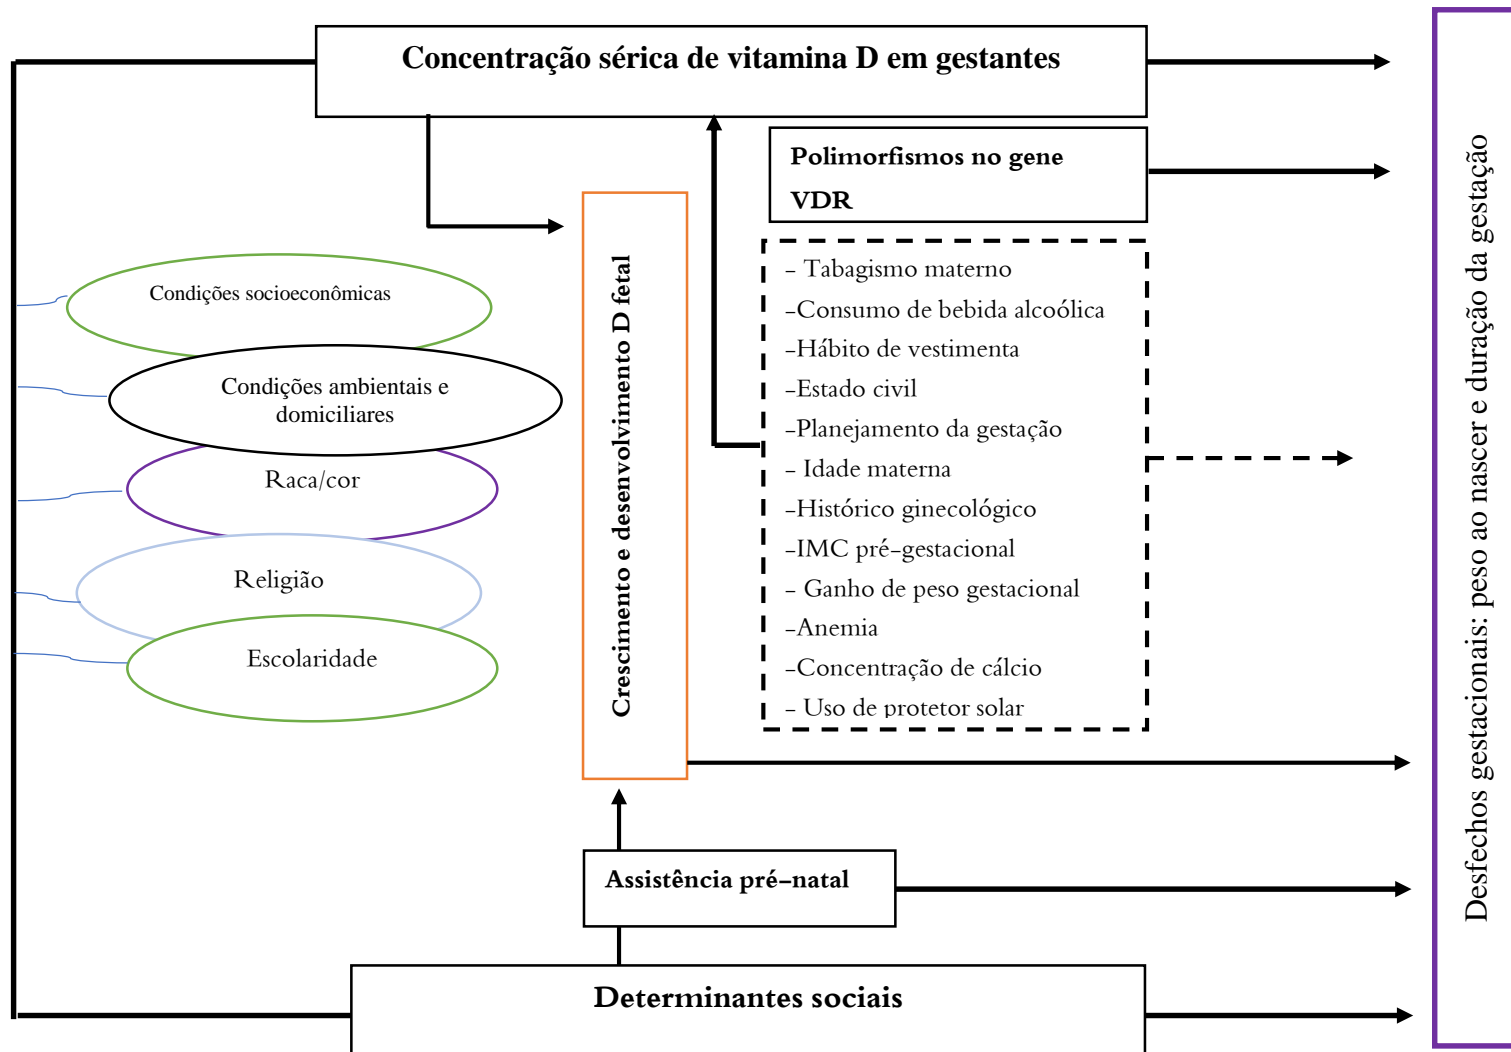 Concentração sérica de vitamina D em gestantes
Polimorfismos no gene
VDR
- Tabagismo materno
-Consumo de bebida alcoólica
-Hábito de vestimenta
-Estado civil
-Planejamento da gestação
- Idade materna
-Histórico ginecológico
-IMC pré-gestacional
- Ganho de peso gestacional
-Anemia
-Concentração de cálcio
- Uso de protetor solar
Condições socioeconômicas
Condições ambientais e
domiciliares
Raca/cor
Religião
Escolaridade
Crescimento e desenvolvimento D fetal
Assistência pré-natal
Determinantes sociais
Desfechos gestacionais: peso ao nascer e duração da gestação